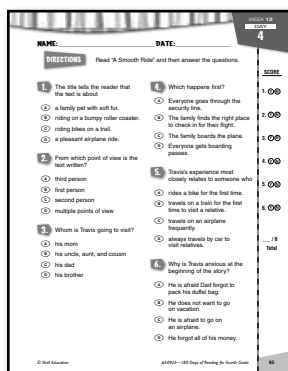 WEEK 12
DAY
4
NAME: DATE:
DIRECTIONS Read "A Smooth Ride" and then answer the questions.
SCORE
1. The title tells the reader that
the text is about
A a family pet with soft fur.
B riding on a bumpy roller coaster.
C riding bikes on a trail.
D a pleasant airplane ride.
2. From which point of view is the
text written?
A third person
B first person
C second person
D multiple points of view
3. Whom is Travis going to visit?
A his mom
B his uncle, aunt, and cousin
C his dad
D his brother
4. Which happens first?
A Everyone goes through the
security line.
B The family finds the right place
to check in for their flight.
C The family boards the plane.
D Everyone gets boarding
passes.
5. Travis's experience most
closely relates to someone who
A rides a bike for the first time.
B travels on a train for the first
time to visit a relative.
C travels on an airplane
frequently.
D always travels by car to
visit relatives.
6. Why is Travis anxious at the
beginning of the story?
A He is afraid Dad forgot to
pack his duffel bag.
B He does not want to go
on vacation.
C He is afraid to go on
an airplane.
D He forgot all of his money.
1. Y N
2. Y N
3. Y N
4. Y N
5. Y N
6. Y N
___ / 6
Total
© Shell Education
#50925—180 Days of Reading for Fourth Grade
85